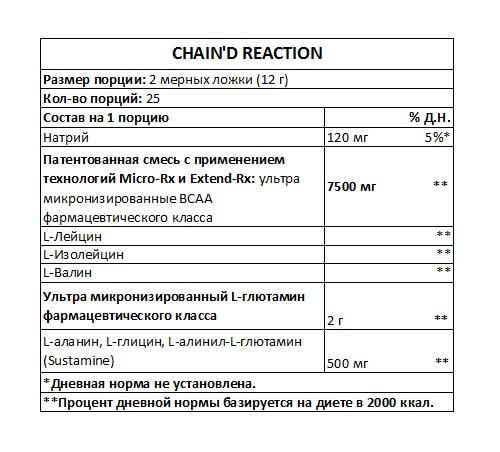 CHAIN'D REACTION
Размер порции: 2 мерных ложки (12 г)
Кол-во порций: 25
Состав на 1 порцию % Д.Н.
Натрий 120 мг 5%*
Патентованная смесь с применением
технологий Micro-Rx и Extend-Rx: ультра
микронизированные BCAA
фармацевтического класса 7500 мг **
L-Лейцин **
L-Изолейцин **
L-Валин **
Ультра микронизированный L-глютамин
фармацевтического класса 2 г **
L-аланин, L-глицин, L-алинил-L-глютамин
(Sustamine) 500 мг **
*Дневная норма не установлена.
**Процент дневной нормы базируется на диете в 2000 ккал.